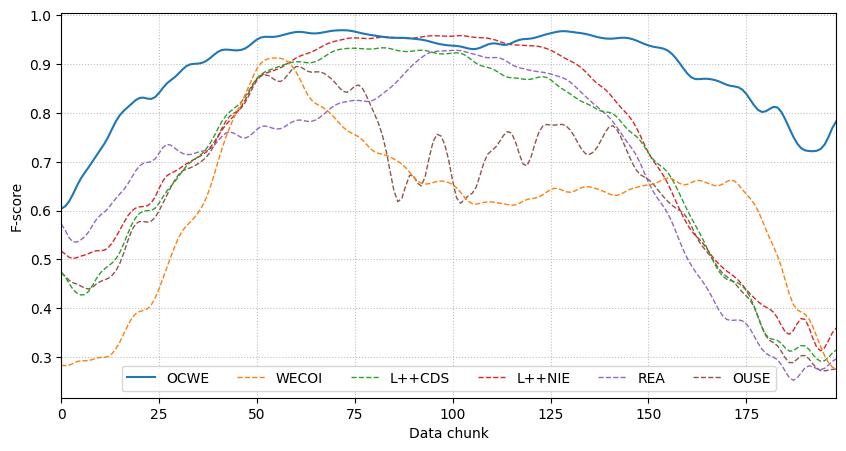 1.0
0.9
0.8
0.7
0.6
0.5
0.4
0.3
F-score
OCWE WECOI L++CDS L++NIE REA OUSE
0 25 50 75 100 125 150 175
Data chunk